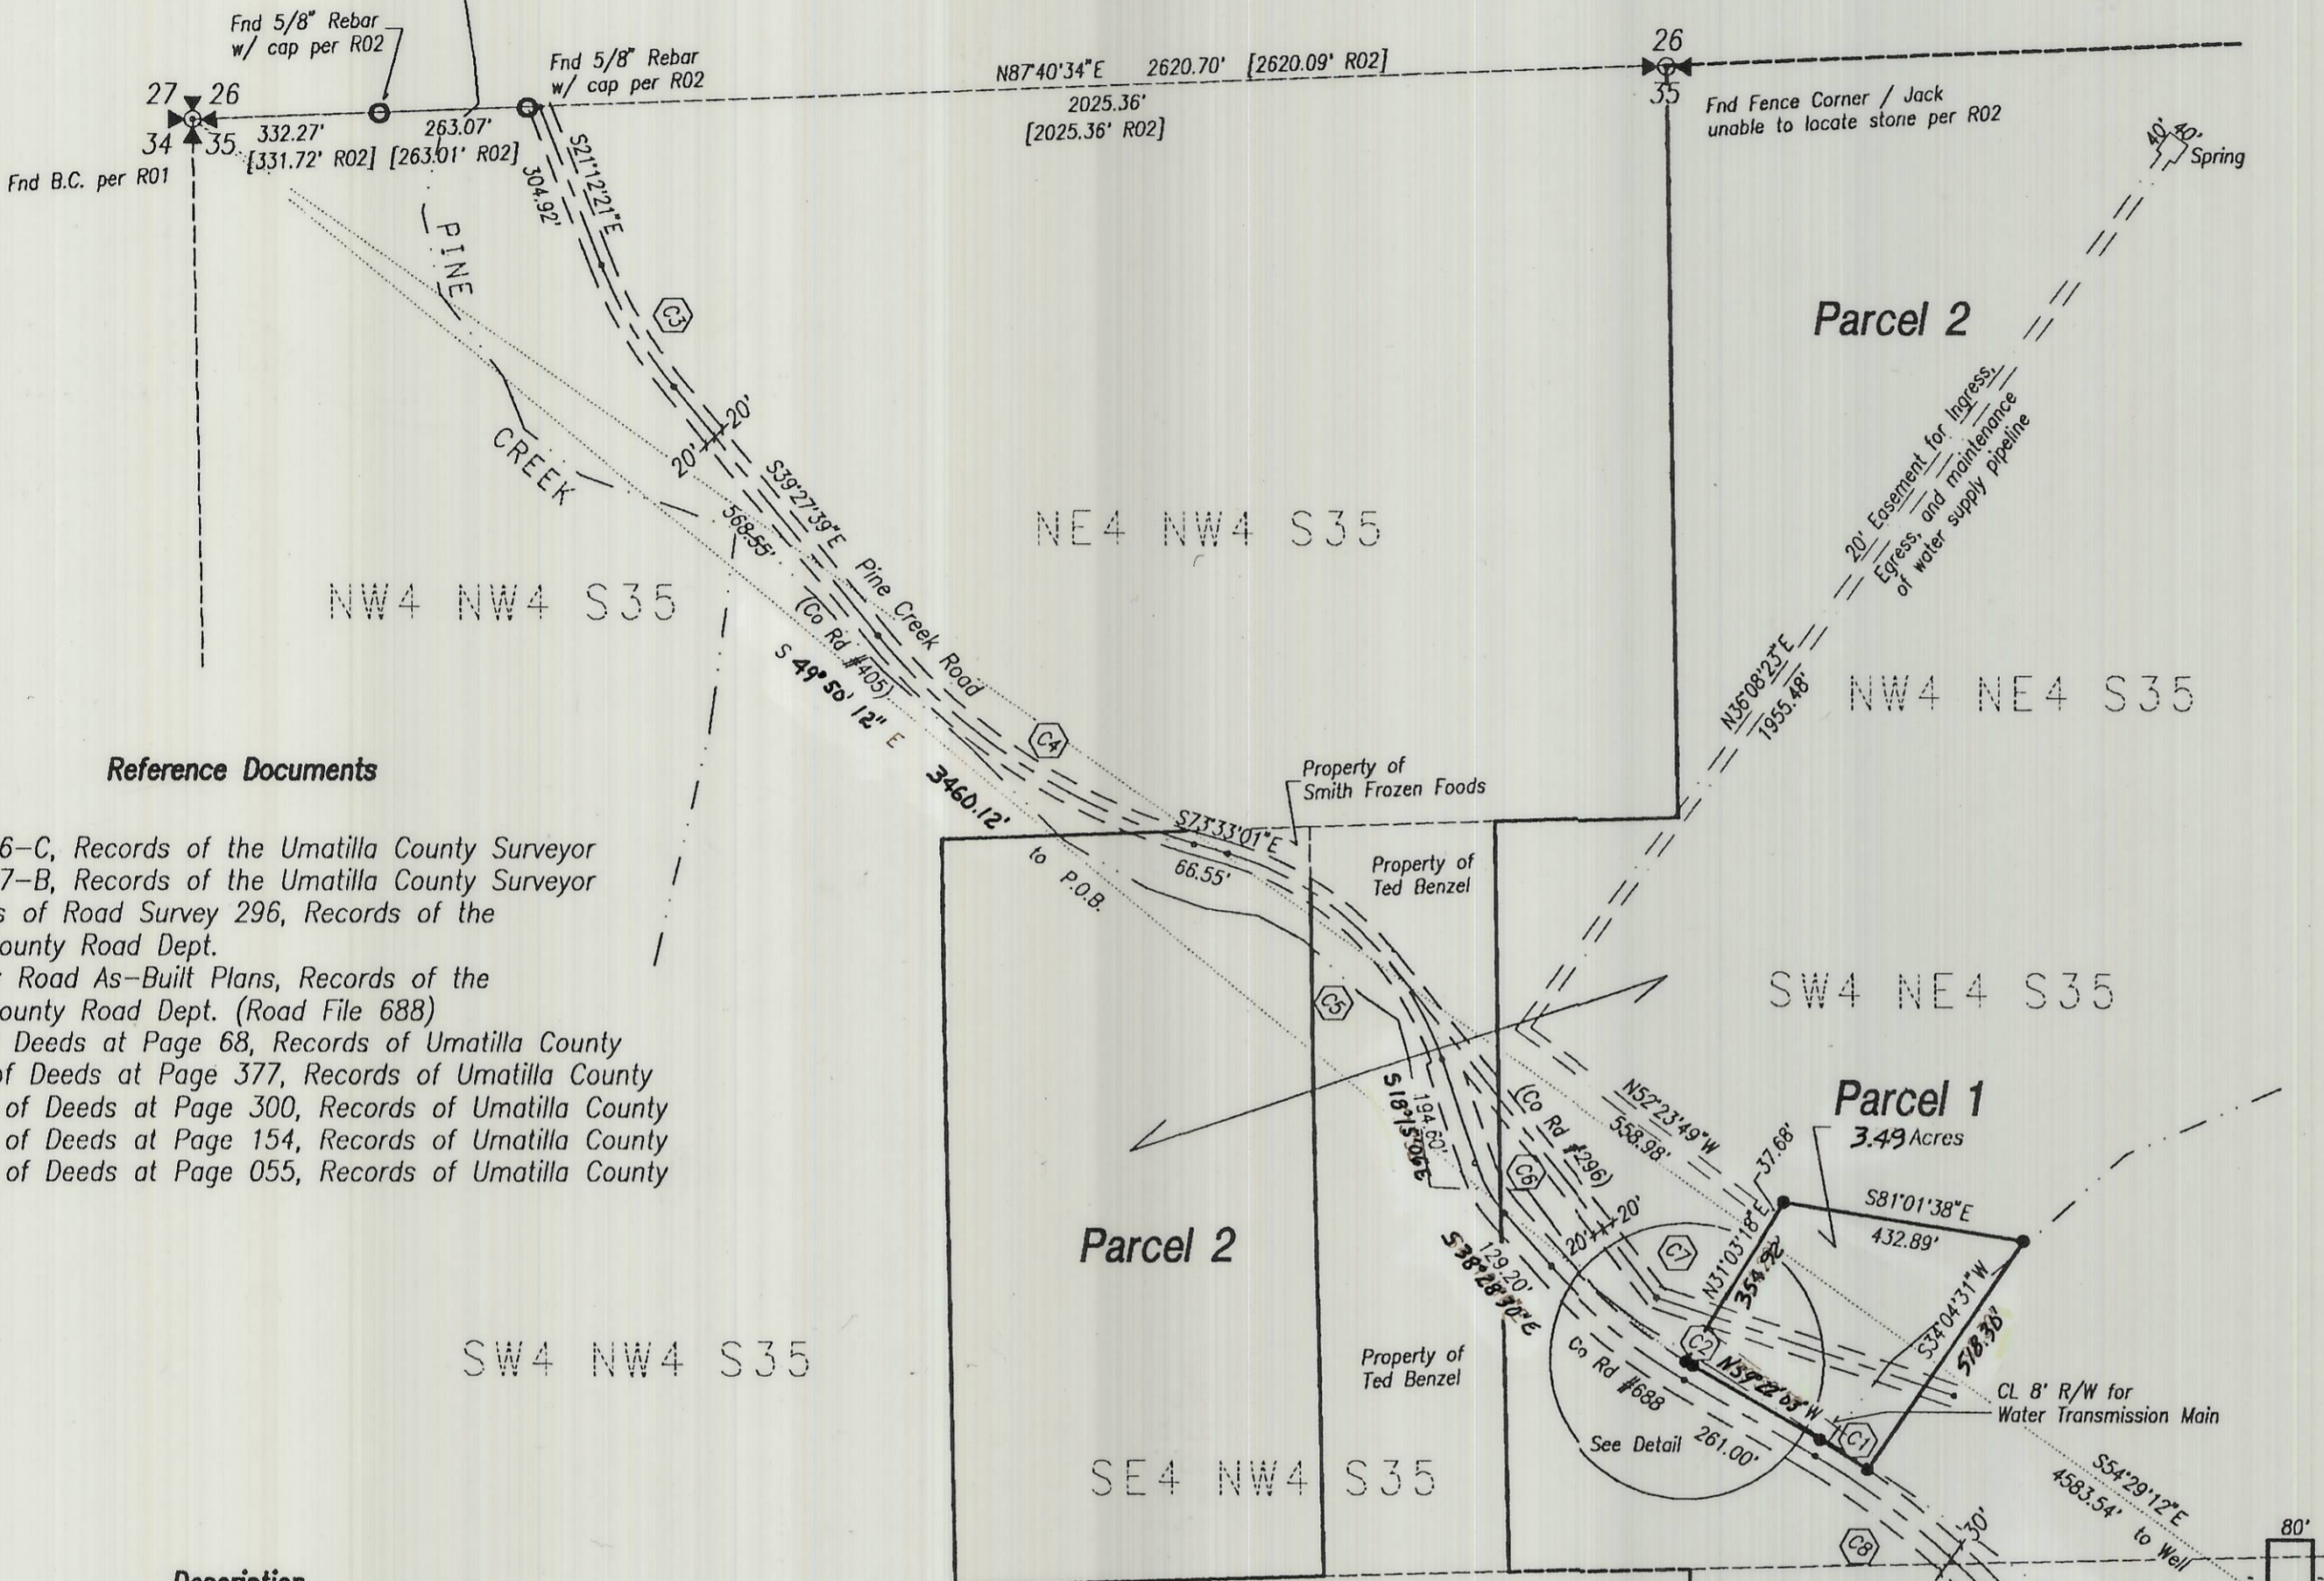 Fnd 5/8" Rebar
w/ cap per R02
Fnd 5/8" Rebar
w/ cap per R02
N87°40'34"E 2620.70' [2620.09' R02]
2025.36'
[2025.36' R02]
26
35
Fnd Fence Corner / Jack
unable to locate stone per R02
27 26
34 35
332.27'
[331.72' R02]
263.07'
[263.01' R02]
Fnd B.C. per R01
40' 40'
Spring
S21°12'21"E
304.92'
PINE
CREEK
C3
20'
20'
S39°27'39"E
568.55'
Pine Creek Road
(Co Rd #405)
S 49° 50' 12" E
3460.12'
to P.O.B.
C4
NW4 NW4 S35
NE4 NW4 S35
Parcel 2
20' Easement for Ingress,
Egress, and maintenance
of water supply pipeline
N36°08'23"E
1955.48'
NW4 NE4 S35
Reference Documents
6-C, Records of the Umatilla County Surveyor
7-B, Records of the Umatilla County Surveyor
s of Road Survey 296, Records of the
ounty Road Dept.
Road As-Built Plans, Records of the
ounty Road Dept. (Road File 688)
Deeds at Page 68, Records of Umatilla County
of Deeds at Page 377, Records of Umatilla County
of Deeds at Page 300, Records of Umatilla County
of Deeds at Page 154, Records of Umatilla County
of Deeds at Page 055, Records of Umatilla County
Property of
Smith Frozen Foods
S73°33'01"E
66.55'
Property of
Ted Benzel
C5
SW4 NE4 S35
S18°15'06"E
194.60'
(Co Rd #296)
C6
N52°23'49"W
558.98'
Parcel 1
3.49 Acres
37.68'
S81°01'38"E
432.89'
N31°03'18"E
354.92'
S34°04'31"W
518.38'
20'
20'
C7
S38°28'30"E
129.20'
Parcel 2
SW4 NW4 S35
SE4 NW4 S35
Property of
Ted Benzel
Co Rd #688
C2
N59°22'03"W
261.00'
See Detail
C1
CL 8' R/W for
Water Transmission Main
S54°29'12"E
4583.54' to Well
30'
C8
80'
Description